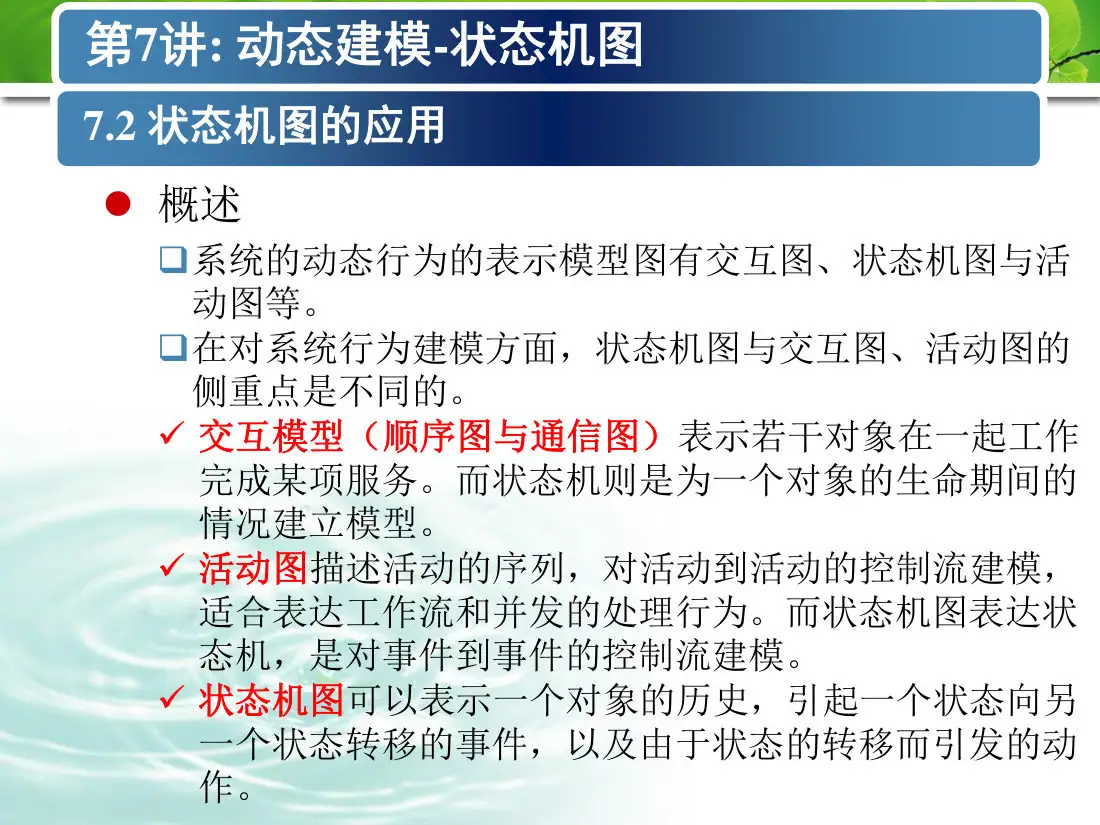 第7讲: 动态建模-状态机图
7.2 状态机图的应用
概述
系统的动态行为的表示模型图有交互图、状态机图与活
动图等。
在对系统行为建模方面，状态机图与交互图、活动图的
侧重点是不同的。
交互模型（顺序图与通信图）表示若干对象在一起工作
完成某项服务。而状态机则是为一个对象的生命期间的
情况建立模型。
活动图描述活动的序列，对活动到活动的控制流建模，
适合表达工作流和并发的处理行为。而状态机图表达状
态机，是对事件到事件的控制流建模。
状态机图可以表示一个对象的历史，引起一个状态向另
一个状态转移的事件，以及由于状态的转移而引发的动
作。